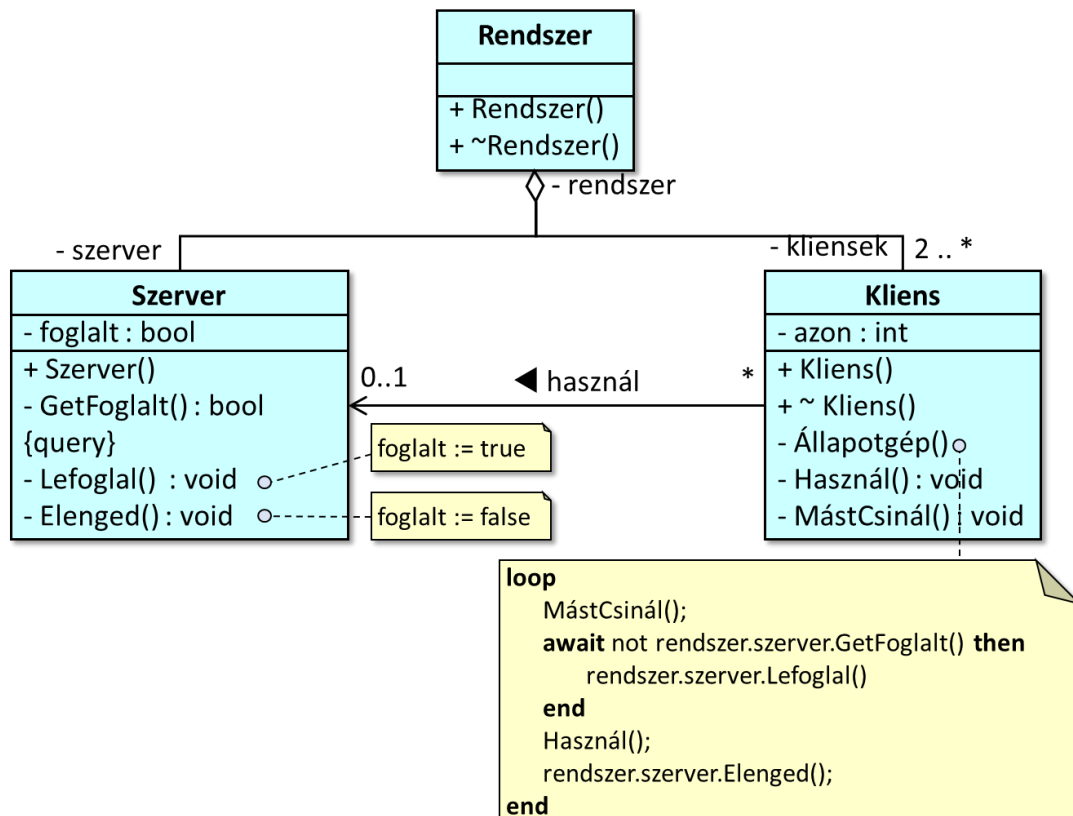 Rendszer
+ Rendszer()
+ ~Rendszer()
- rendszer
- szerver
- kliensek 2 .. *
Szerver
- foglalt : bool
+ Szerver()
- GetFoglalt() : bool
{query}
- Lefoglal() : void
- Elenged() : void
0..1
◀ használ
*
foglalt := true
foglalt := false
Kliens
- azon : int
+ Kliens()
+ ~ Kliens()
- Állapotgép()
- Használ() : void
- MástCsinál() : void
loop
MástCsinál();
await not rendszer.szerver.GetFoglalt() then
rendszer.szerver.Lefoglal()
end
Használ();
rendszer.szerver.Elenged();
end